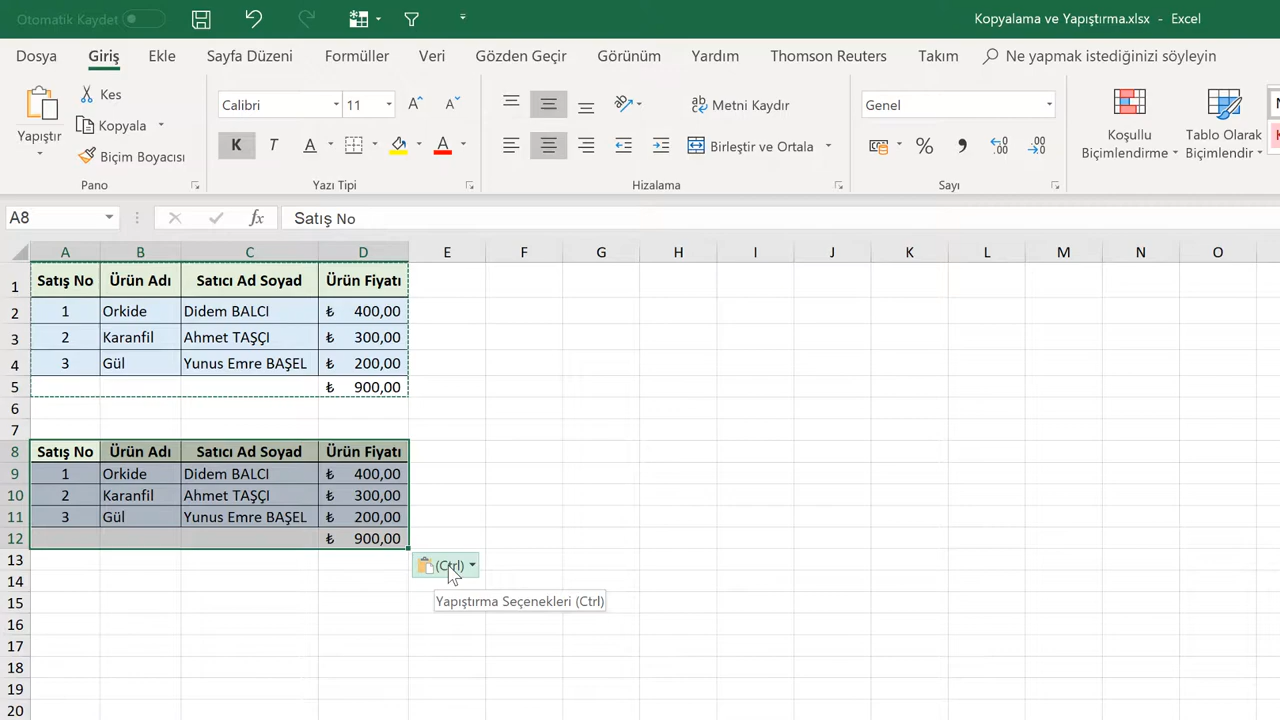 Otomatik Kaydet
Kopyalama ve Yapıştırma.xlsx - Excel
Dosya Giriş Ekle Sayfa Düzeni Formüller Veri Gözden Geçir Görünüm Yardım Thomson Reuters Takım Ne yapmak istediğinizi söyleyin
Yapıştır
Kes
Kopyala
Biçim Boyacısı
Pano
Calibri 11
K T A A
Yazı Tipi
Metni Kaydır
Birleştir ve Ortala
Hizalama
Genel
%
Sayı
Koşullu
Biçimlendirme
Tablo Olarak
Biçimlendir
A8 fx Satış No
A B C D E F G H I J K L M N O
1 Satış No Ürün Adı Satıcı Ad Soyad Ürün Fiyatı
2 1 Orkide Didem BALCI ₺ 400,00
3 2 Karanfil Ahmet TAŞÇI ₺ 300,00
4 3 Gül Yunus Emre BAŞEL ₺ 200,00
5 ₺ 900,00
6
7
8 Satış No Ürün Adı Satıcı Ad Soyad Ürün Fiyatı
9 1 Orkide Didem BALCI ₺ 400,00
10 2 Karanfil Ahmet TAŞÇI ₺ 300,00
11 3 Gül Yunus Emre BAŞEL ₺ 200,00
12 ₺ 900,00
13 (Ctrl)
14
15 Yapıştırma Seçenekleri (Ctrl)
16
17
18
19
20